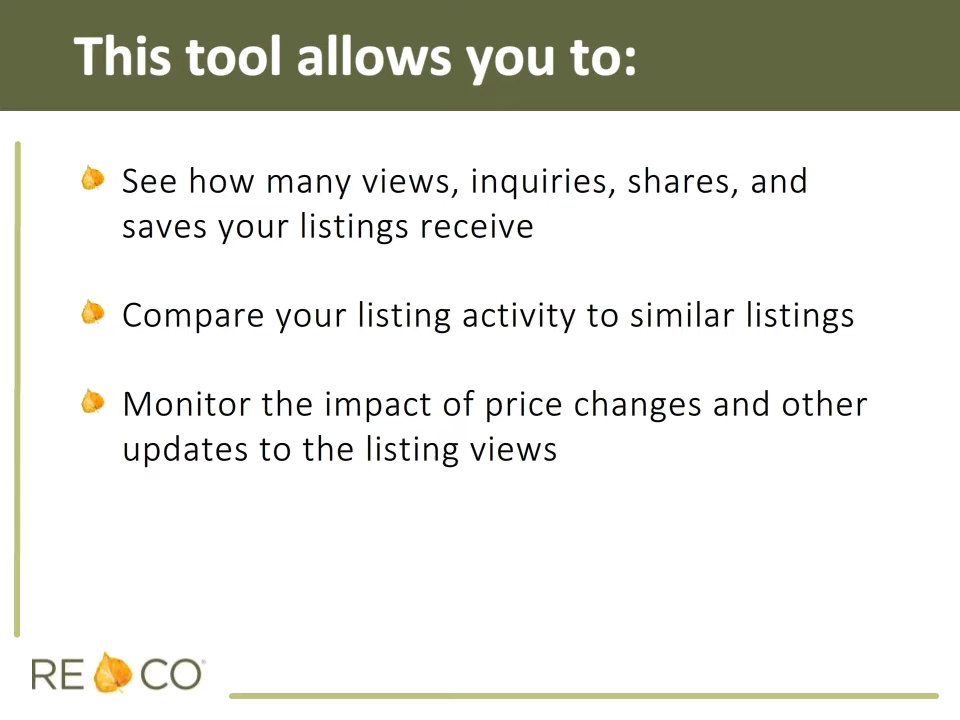 This tool allows you to:
See how many views, inquiries, shares, and
saves your listings receive
Compare your listing activity to similar listings
Monitor the impact of price changes and other
updates to the listing views
RE CO®